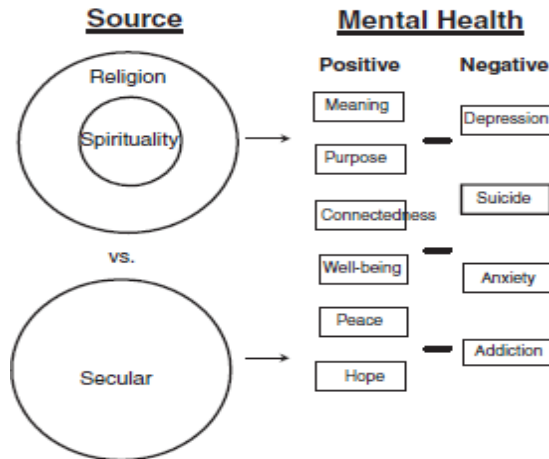 Source
Mental Health
Positive
Negative
Religion
Spirituality
vs.
Secular
Meaning
Purpose
Connectedness
Well-being
Peace
Hope
Depression
Suicide
Anxiety
Addiction